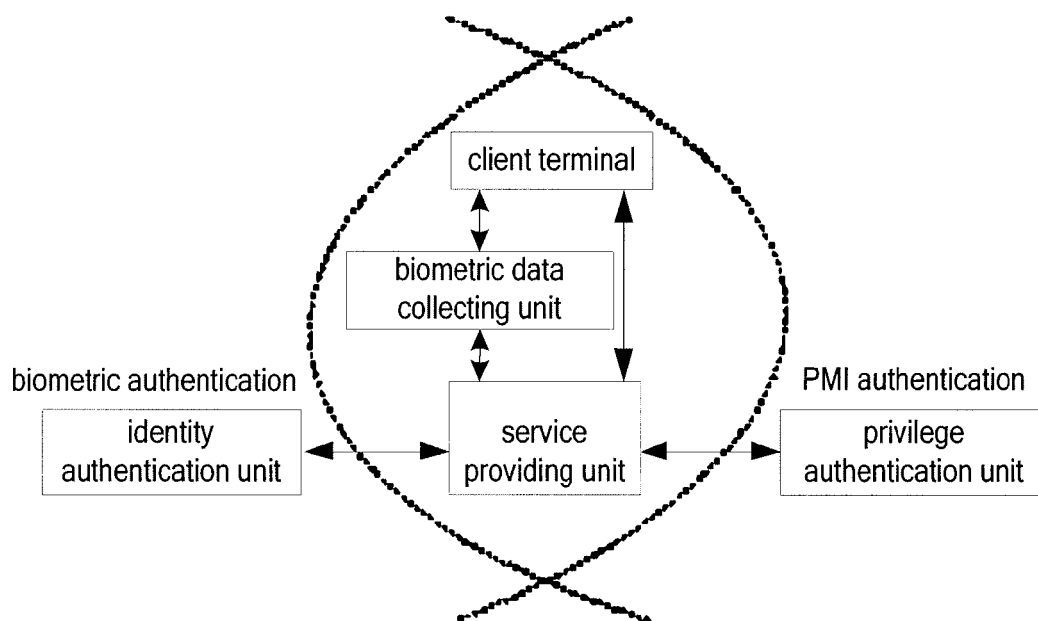 client terminal
biometric data
collecting unit
biometric authentication
PMI authentication
identity
authentication unit
service
providing unit
privilege
authentication unit